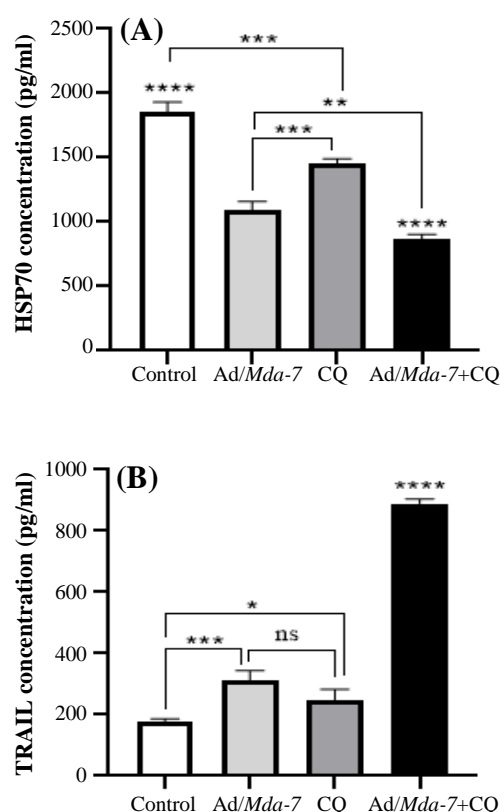 (A)
HSP70 concentration (pg/ml)
2500
2000
1500
1000
500
0
***
****
**
***
****
Control Ad/Mda-7 CQ Ad/Mda-7+CQ
(B)
TRAIL concentration (pg/ml)
1000
800
600
400
200
0
****
*
***
ns
Control Ad/Mda-7 CQ Ad/Mda-7+CQ